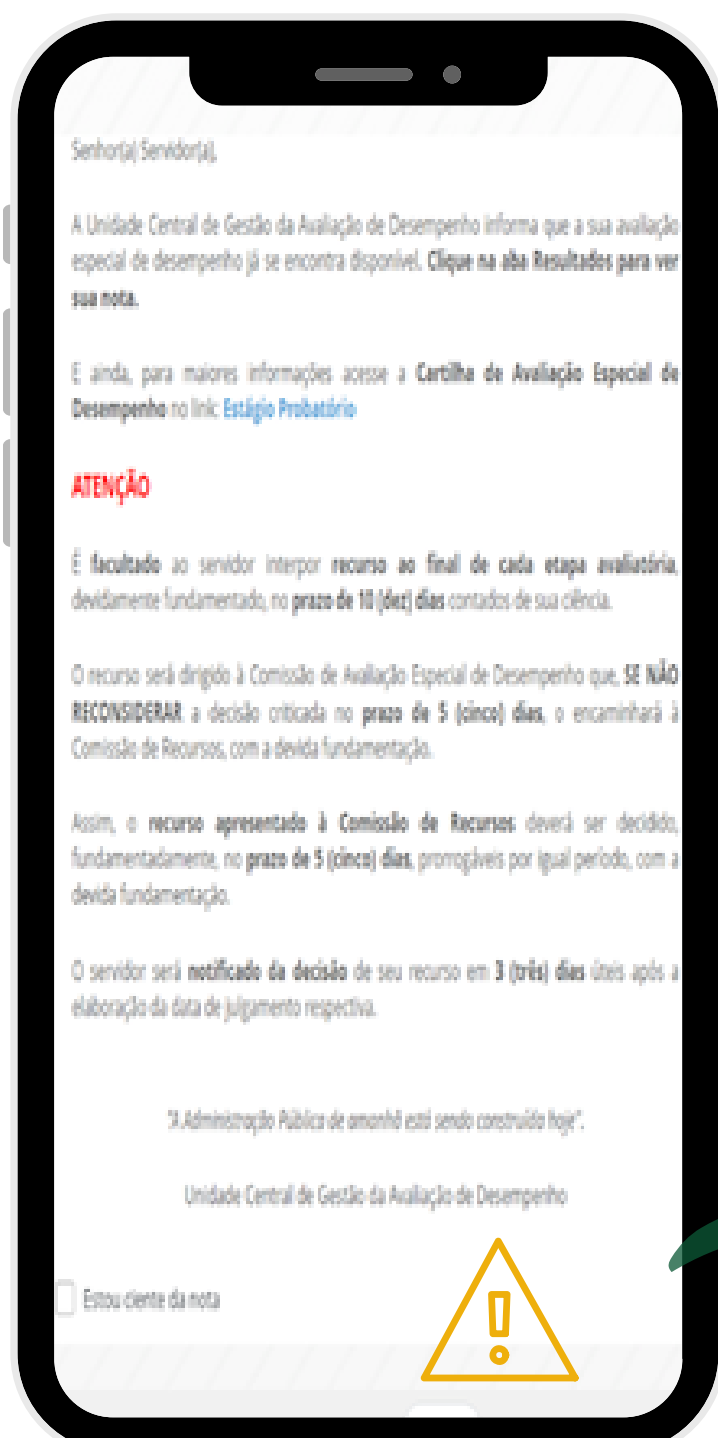 Senhor(a) Servidor(a),
A Unidade Central de Gestão da Avaliação de Desempenho informa que a sua avaliação
especial de desempenho já se encontra disponível. Clique na aba Resultados para ver
sua nota.
E ainda, para maiores informações acesse a Cartilha de Avaliação Especial de
Desempenho no link: Estágio Probatório
ATENÇÃO
É facultado ao servidor interpor recurso ao final de cada etapa avaliatória,
devidamente fundamentado, no prazo de 10 (dez) dias contados de sua ciência.
O recurso será dirigido à Comissão de Avaliação Especial de Desempenho que, SE NÃO
RECONSIDERAR a decisão criticada no prazo de 5 (cinco) dias, o encaminhará à
Comissão de Recursos, com a devida fundamentação.
Assim, o recurso apresentado à Comissão de Recursos deverá ser decidido,
fundamentadamente, no prazo de 5 (cinco) dias, prorrogáveis por igual período, com a
devida fundamentação.
O servidor será notificado da decisão de seu recurso em 3 (três) dias úteis após a
elaboração da data de julgamento respectiva.
"A Administração Pública de amanhã está sendo construída hoje".
Unidade Central de Gestão da Avaliação de Desempenho
Estou ciente da nota